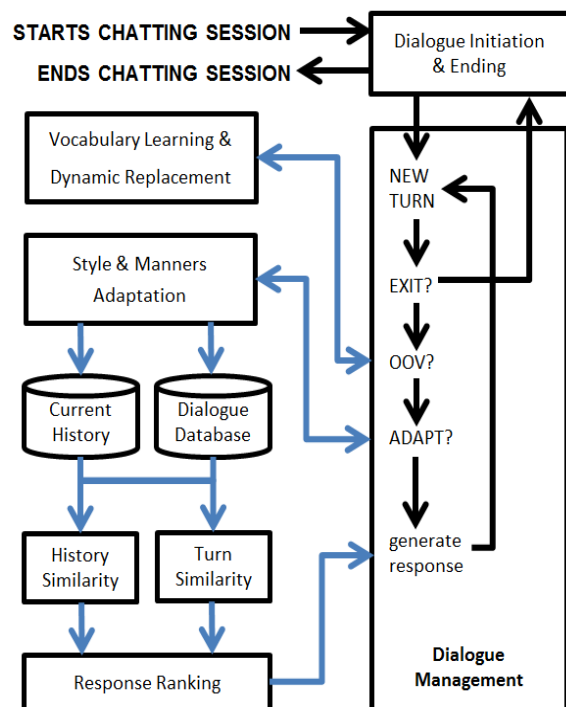 STARTS CHATTING SESSION
ENDS CHATTING SESSION
Dialogue Initiation
& Ending
Vocabulary Learning &
Dynamic Replacement
Style & Manners
Adaptation
Current
History
Dialogue
Database
History
Similarity
Turn
Similarity
Response Ranking
NEW
TURN
EXIT?
OOV?
ADAPT?
generate
response
Dialogue
Management